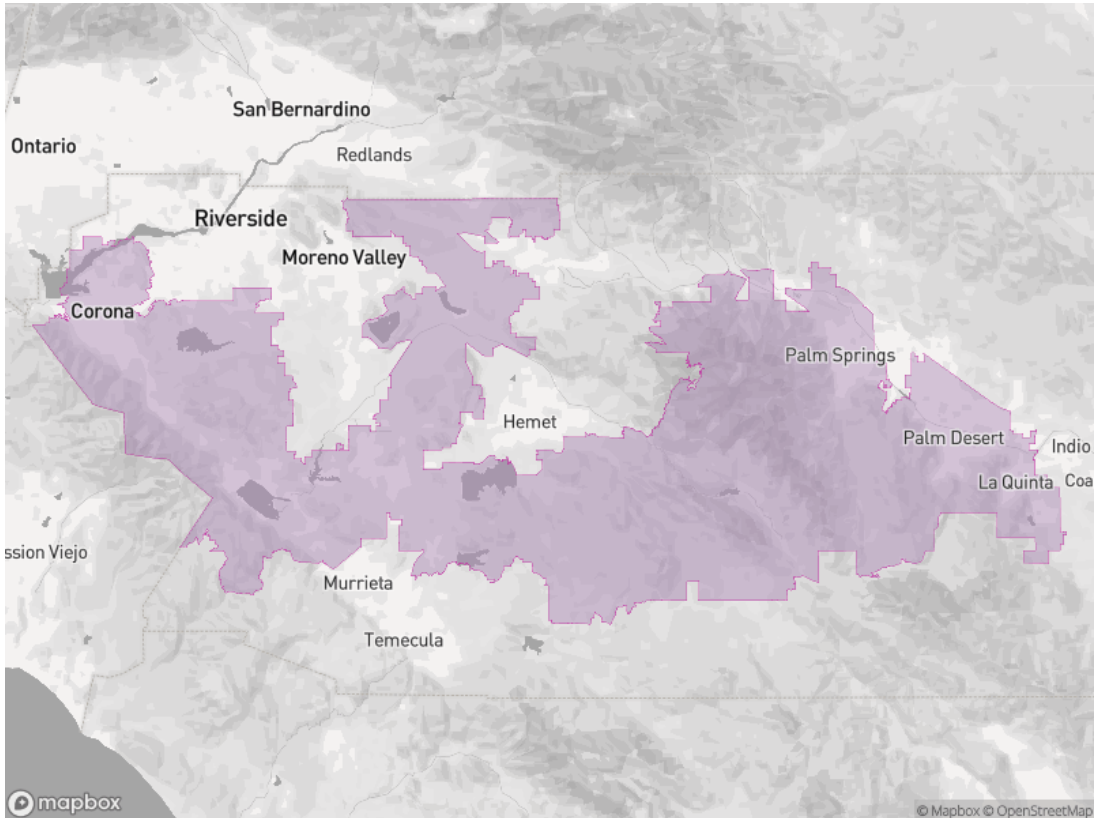 San Bernardino
Ontario
Redlands
Riverside
Moreno Valley
Corona
Palm Springs
Hemet
Palm Desert
Indio
La Quinta
Coa
ssion Viejo
Murrieta
Temecula
mapbox
© Mapbox © OpenStreetMap